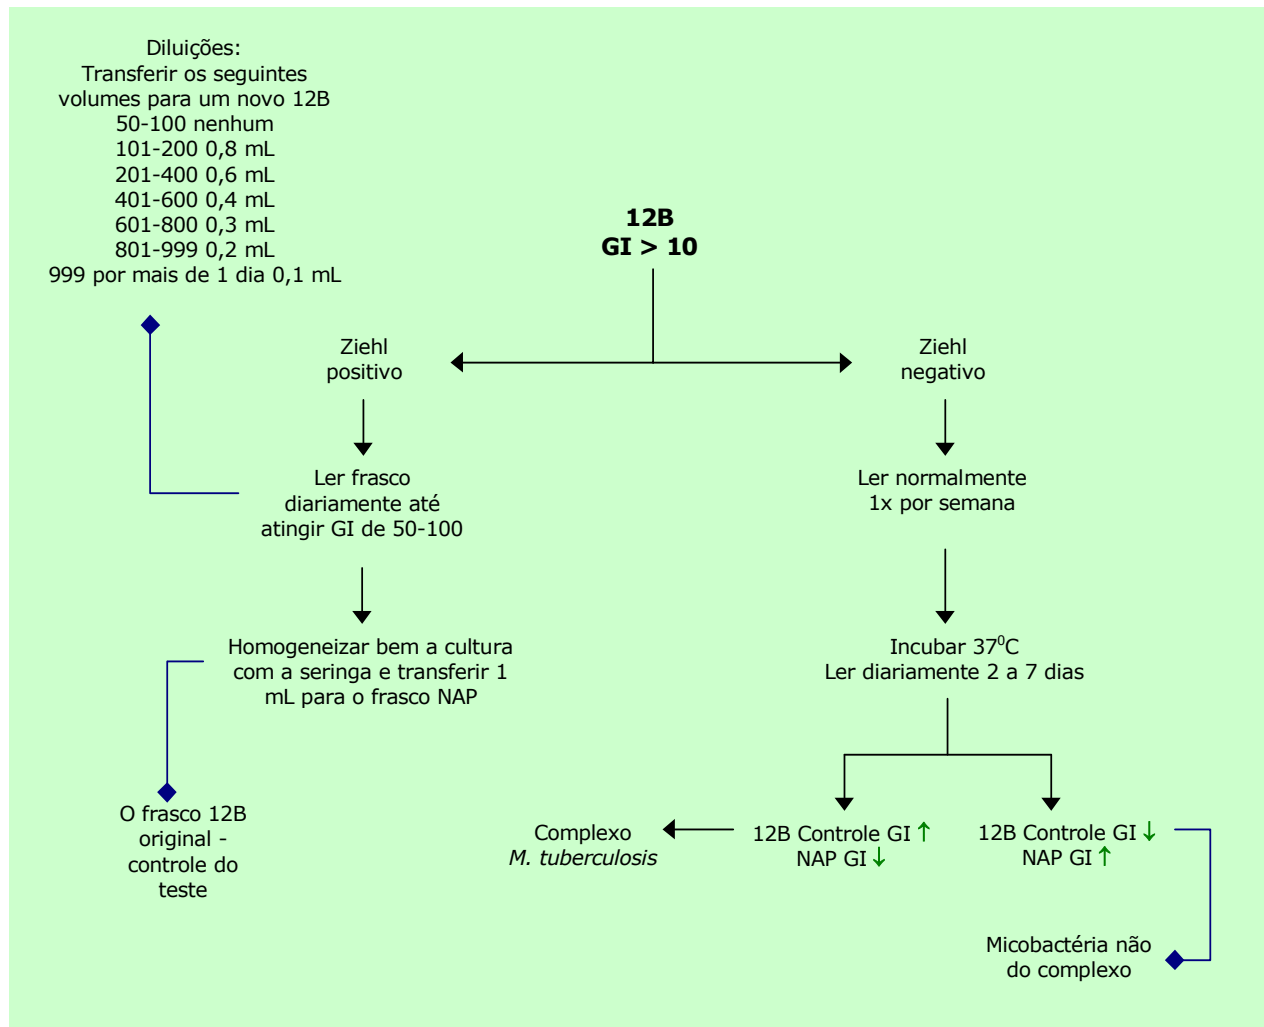 Diluições:
Transferir os seguintes
volumes para um novo 12B
50-100 nenhum
101-200 0,8 mL
201-400 0,6 mL
401-600 0,4 mL
601-800 0,3 mL
801-999 0,2 mL
999 por mais de 1 dia 0,1 mL
12B
GI > 10
Ziehl
positivo
Ziehl
negativo
Ler frasco
diariamente até
atingir GI de 50-100
Ler normalmente
1x por semana
Homogeneizar bem a cultura
com a seringa e transferir 1
mL para o frasco NAP
Incubar 37⁰C
Ler diariamente 2 a 7 dias
O frasco 12B
original -
controle do
teste
Complexo
M. tuberculosis
12B Controle GI ↑
NAP GI ↓
12B Controle GI ↓
NAP GI ↑
Micobactéria não
do complexo